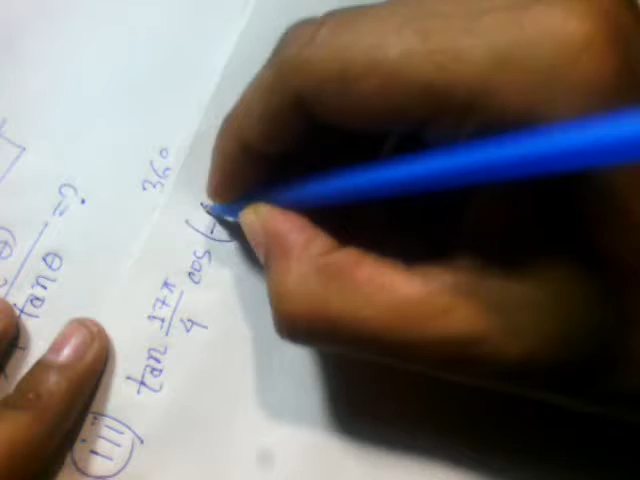 tanθ = ?
360
(iii) tan 17π/4 cos(-